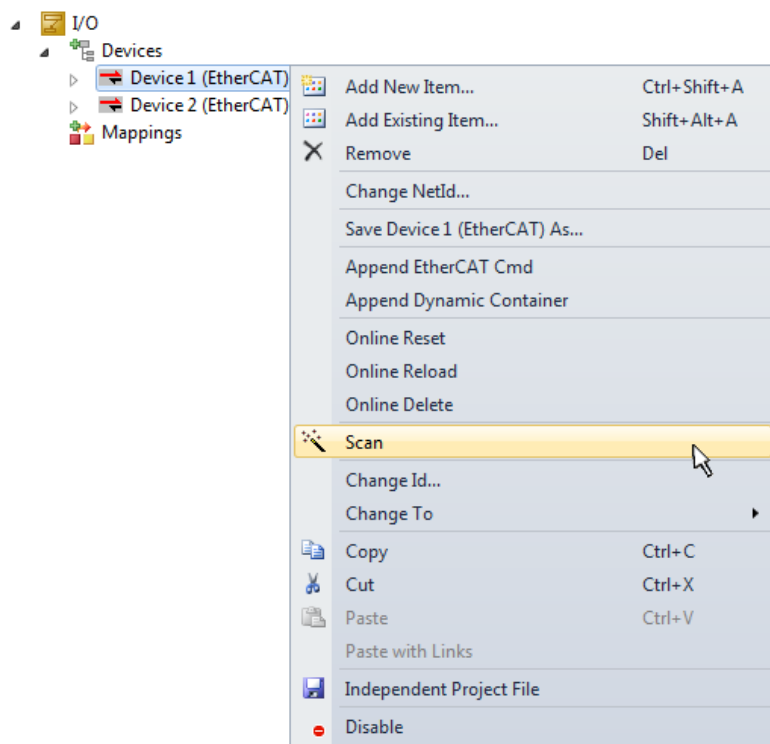 I/O
Devices
Device 1 (EtherCAT)
Device 2 (EtherCAT)
Mappings
Add New Item... Ctrl+Shift+A
Add Existing Item... Shift+Alt+A
Remove Del
Change NetId...
Save Device 1 (EtherCAT) As...
Append EtherCAT Cmd
Append Dynamic Container
Online Reset
Online Reload
Online Delete
Scan
Change Id...
Change To
Copy Ctrl+C
Cut Ctrl+X
Paste Ctrl+V
Paste with Links
Independent Project File
Disable